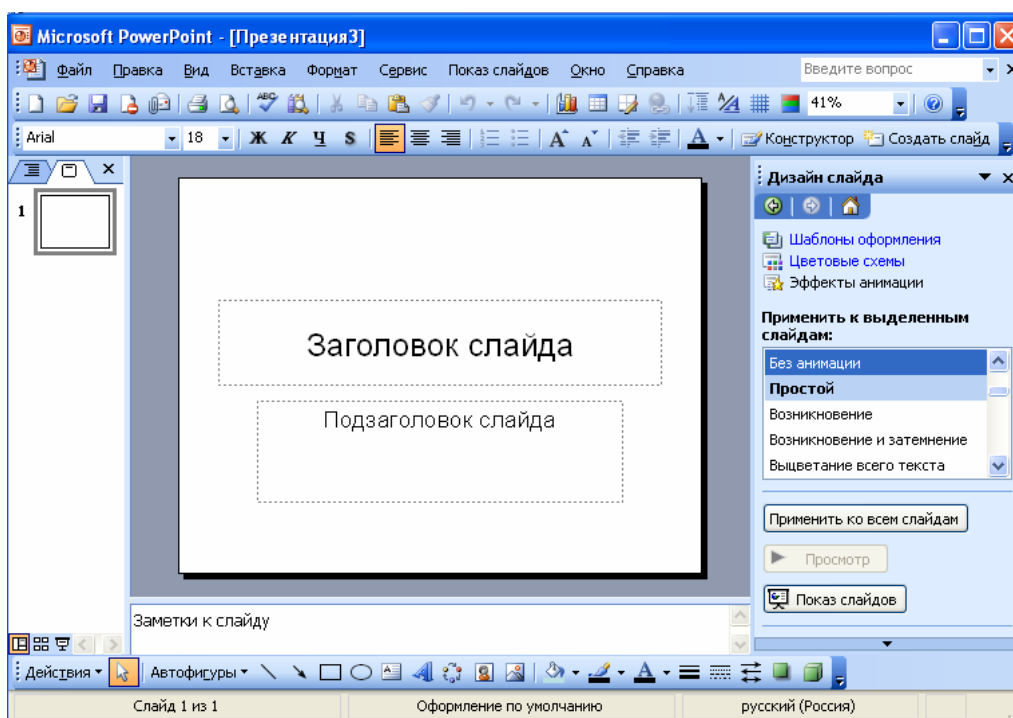 Microsoft PowerPoint - [Презентация3]
Файл Правка Вид Вставка Формат Сервис Показ слайдов Окно Справка Введите вопрос
ABC 41%
Arial 18 Ж К Ч S A A A Конструктор Создать слайд
Дизайн слайда
1
Шаблоны оформления
Цветовые схемы
Эффекты анимации
Применить к выделенным
слайдам:
Без анимации
Простой
Возникновение
Возникновение и затемнение
Выцветание всего текста
Применить ко всем слайдам
Просмотр
Показ слайдов
Заголовок слайда
Подзаголовок слайда
Заметки к слайду
Действия Автофигуры A A
Слайд 1 из 1 Оформление по умолчанию русский (Россия)